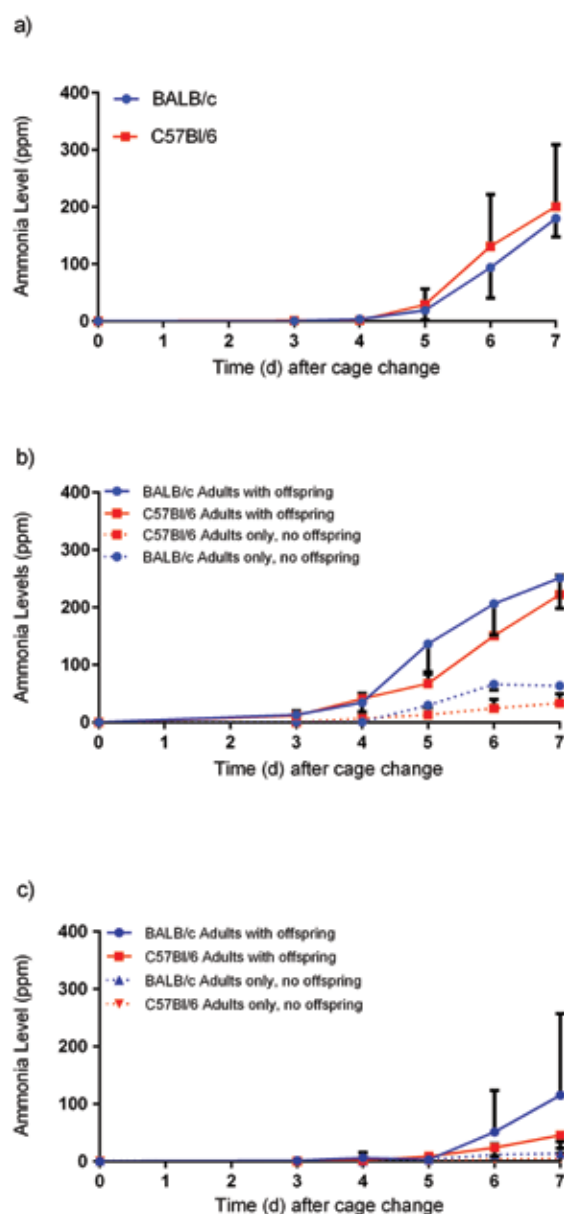 a)
BALB/c
C57Bl/6
Ammonia Level (ppm)
400
300
200
100
0
0 1 2 3 4 5 6 7
Time (d) after cage change
b)
BALB/c Adults with offspring
C57Bl/6 Adults with offspring
C57Bl/6 Adults only, no offspring
BALB/c Adults only, no offspring
Ammonia Levels (ppm)
400
300
200
100
0
0 1 2 3 4 5 6 7
Time (d) after cage change
c)
BALB/c Adults with offspring
C57Bl/6 Adults with offspring
BALB/c Adults only, no offspring
C57Bl/6 Adults only, no offspring
Ammonia Level (ppm)
400
300
200
100
0
0 1 2 3 4 5 6 7
Time (d) after cage change